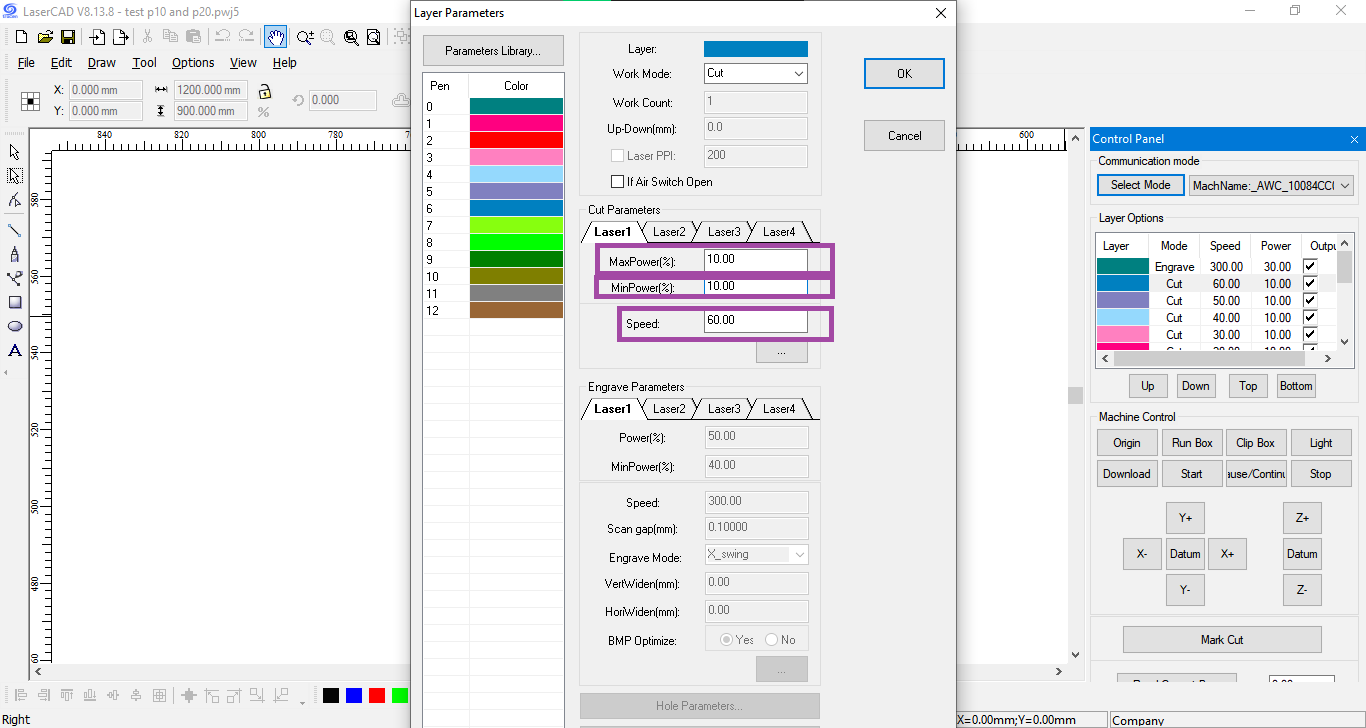 LaserCAD V8.13.8 - test p10 and p20.pwj5
File Edit Draw Tool Options View Help
X: 0.000 mm 1200.000 mm 0.000
Y: 0.000 mm 900.000 mm %
840 820 800 780
580
560
540
520
500
480
Right
Layer Parameters
Parameters Library...
Pen Color
0
1
2
3
4
5
6
7
8
9
10
11
12
Layer:
Work Mode: Cut
Work Count: 1
Up-Down(mm): 0.0
Laser PPI: 200
If Air Switch Open
Cut Parameters
Laser1 Laser2 Laser3 Laser4
MaxPower(%): 10.00
MinPower(%): 10.00
Speed: 60.00
...
Engrave Parameters
Laser1 Laser2 Laser3 Laser4
Power(%): 50.00
MinPower(%): 40.00
Speed: 300.00
Scan gap(mm): 0.10000
Engrave Mode: X_swing
VertWiden(mm): 0.00
HoriWiden(mm): 0.00
BMP Optimize: Yes No
...
Hole Parameters...
OK
Cancel
600
Control Panel
Communication mode
Select Mode MachName:_AWC_10084CC(
Layer Options
Layer Mode Speed Power Outpu
Engrave 300.00 30.00
Cut 60.00 10.00
Cut 50.00 10.00
Cut 40.00 10.00
Cut 30.00 10.00
Up Down Top Bottom
Machine Control
Origin Run Box Clip Box Light
Download Start ause/Continu Stop
Y+ Z+
X- Datum X+ Datum
Y- Z-
Mark Cut
X=0.00mm;Y=0.00mm Company